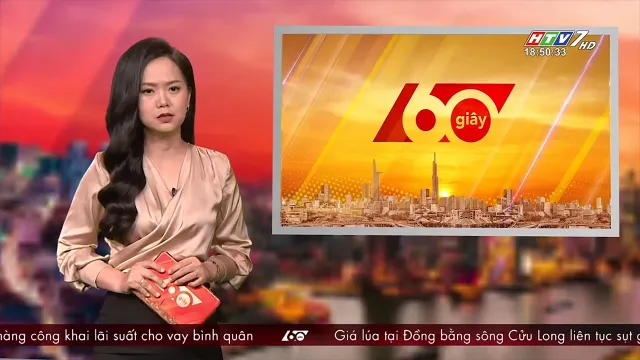 HTV7 HD
18:50:33
60 giây
hàng công khai lãi suất cho vay bình quân 60 Giá lúa tại Đồng bằng sông Cửu Long liên tục sụt